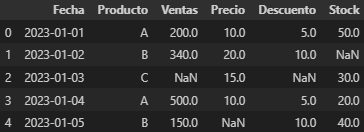 Fecha Producto Ventas Precio Descuento Stock
0 2023-01-01 A 200.0 10.0 5.0 50.0
1 2023-01-02 B 340.0 20.0 10.0 NaN
2 2023-01-03 C NaN 15.0 NaN 30.0
3 2023-01-04 A 500.0 10.0 5.0 20.0
4 2023-01-05 B 150.0 NaN 10.0 40.0